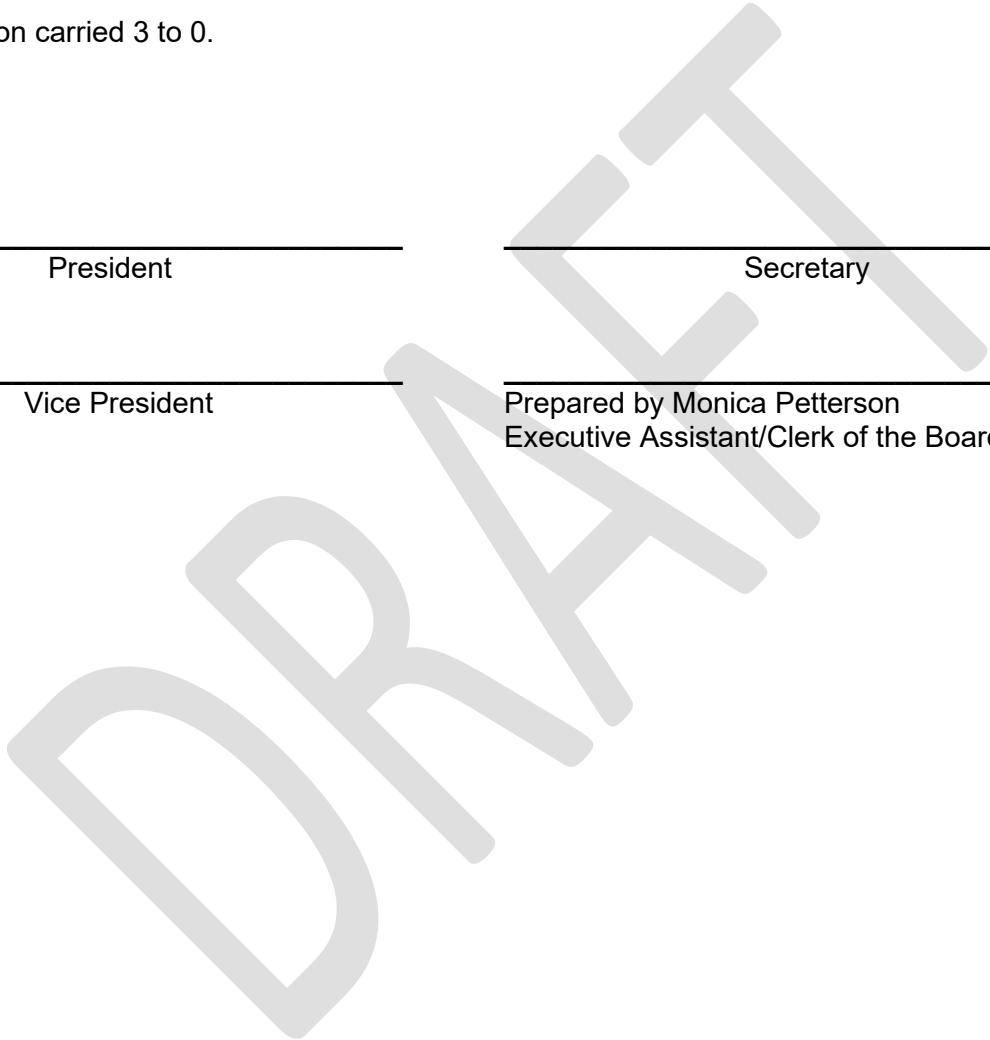 on carried 3 to 0.
President
Secretary
Vice President
Prepared by Monica Petterson
Executive Assistant/Clerk of the Boar
DRAFT